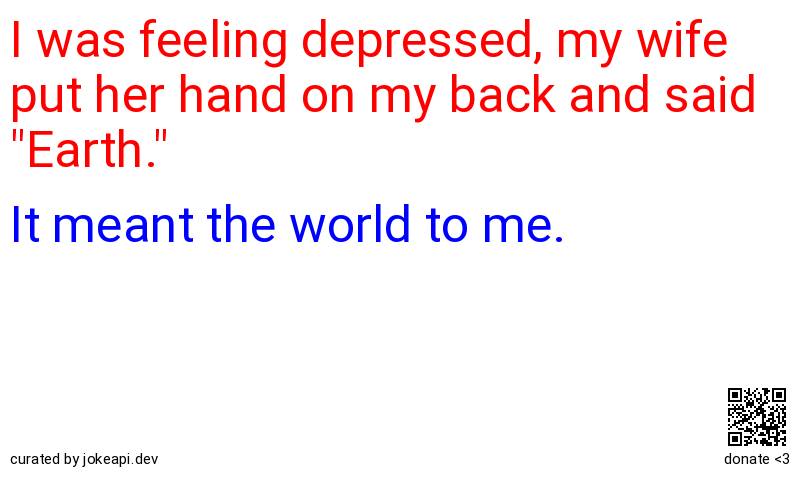 I was feeling depressed, my wife
put her hand on my back and said
"Earth."
It meant the world to me.
curated by jokeapi.dev
donate <3